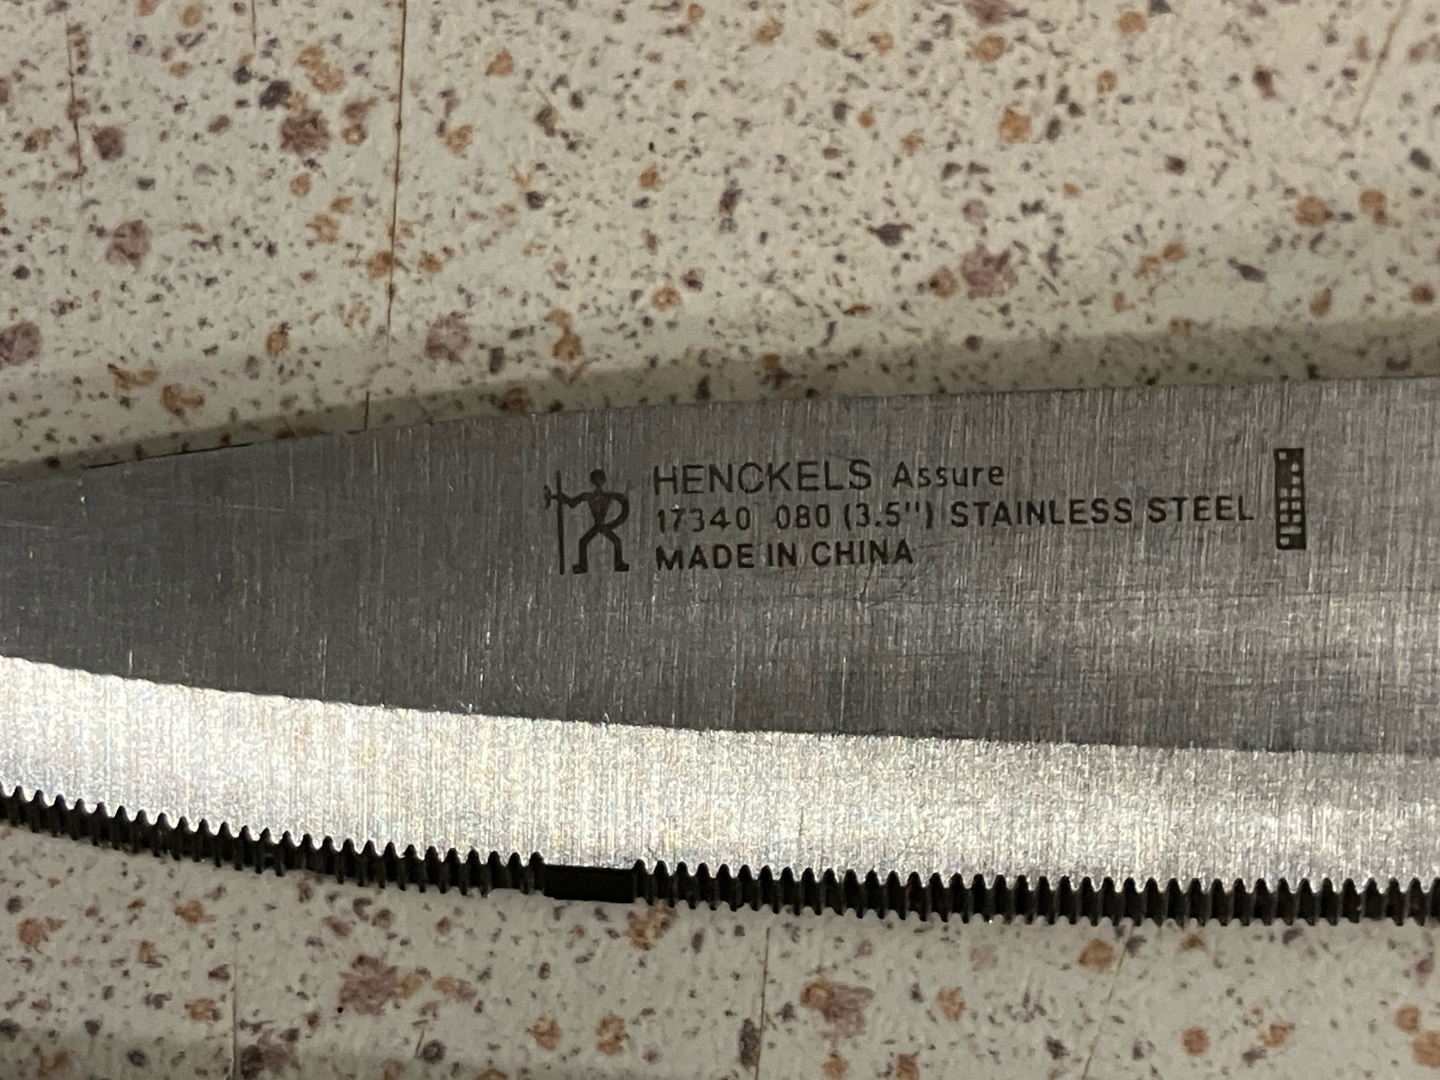 HENCKELS Assure
17340 080 (3.5") STAINLESS STEEL
MADE IN CHINA